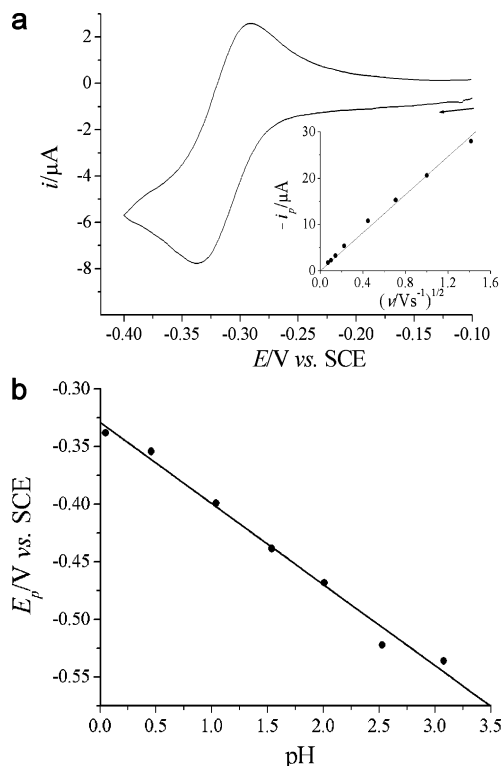 a
i/μA
2
0
-2
-4
-6
-8
-0.40 -0.35 -0.30 -0.25 -0.20 -0.15 -0.10
E/V vs. SCE
- iₚ/μA
30
20
10
0
0.0 0.4 0.8 1.2 1.6
(ν/Vs⁻¹)¹/²
b
Eₚ/V vs. SCE
-0.30
-0.35
-0.40
-0.45
-0.50
-0.55
0.0 0.5 1.0 1.5 2.0 2.5 3.0 3.5
pH